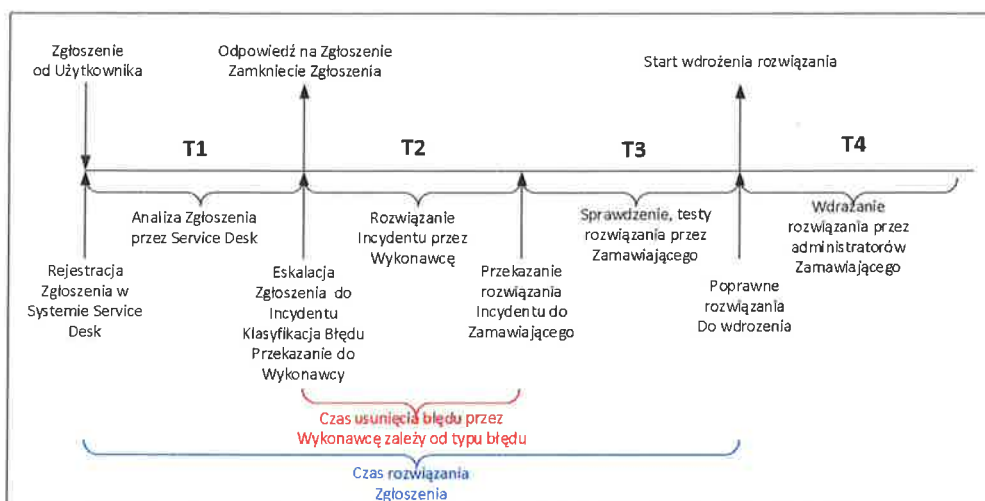 Zgłoszenie
od Użytkownika
Odpowiedź na Zgłoszenie
Zamkniecie Zgłoszenia
Start wdrożenia rozwiązania
T1
T2
T3
T4
Analiza Zgłoszenia
przez Service Desk
Rozwiązanie
Incydentu przez
Wykonawcę
Sprawdzenie, testy
rozwiązania przez
Zamawiającego
Wdrażanie
rozwiązania przez
administratorów
Zamawiającego
Rejestracja
Zgłoszenia w
Systemie Service
Desk
Eskalacja
Zgłoszenia do
Incydentu
Klasyfikacja Błędu
Przekazanie do
Wykonawcy
Przekazanie
rozwiązania
Incydentu do
Zamawiającego
Poprawne
rozwiązania
Do wdrozenia
Czas usunięcia błędu przez
Wykonawcę zależy od typu błędu
Czas rozwiązania
Zgłoszenia